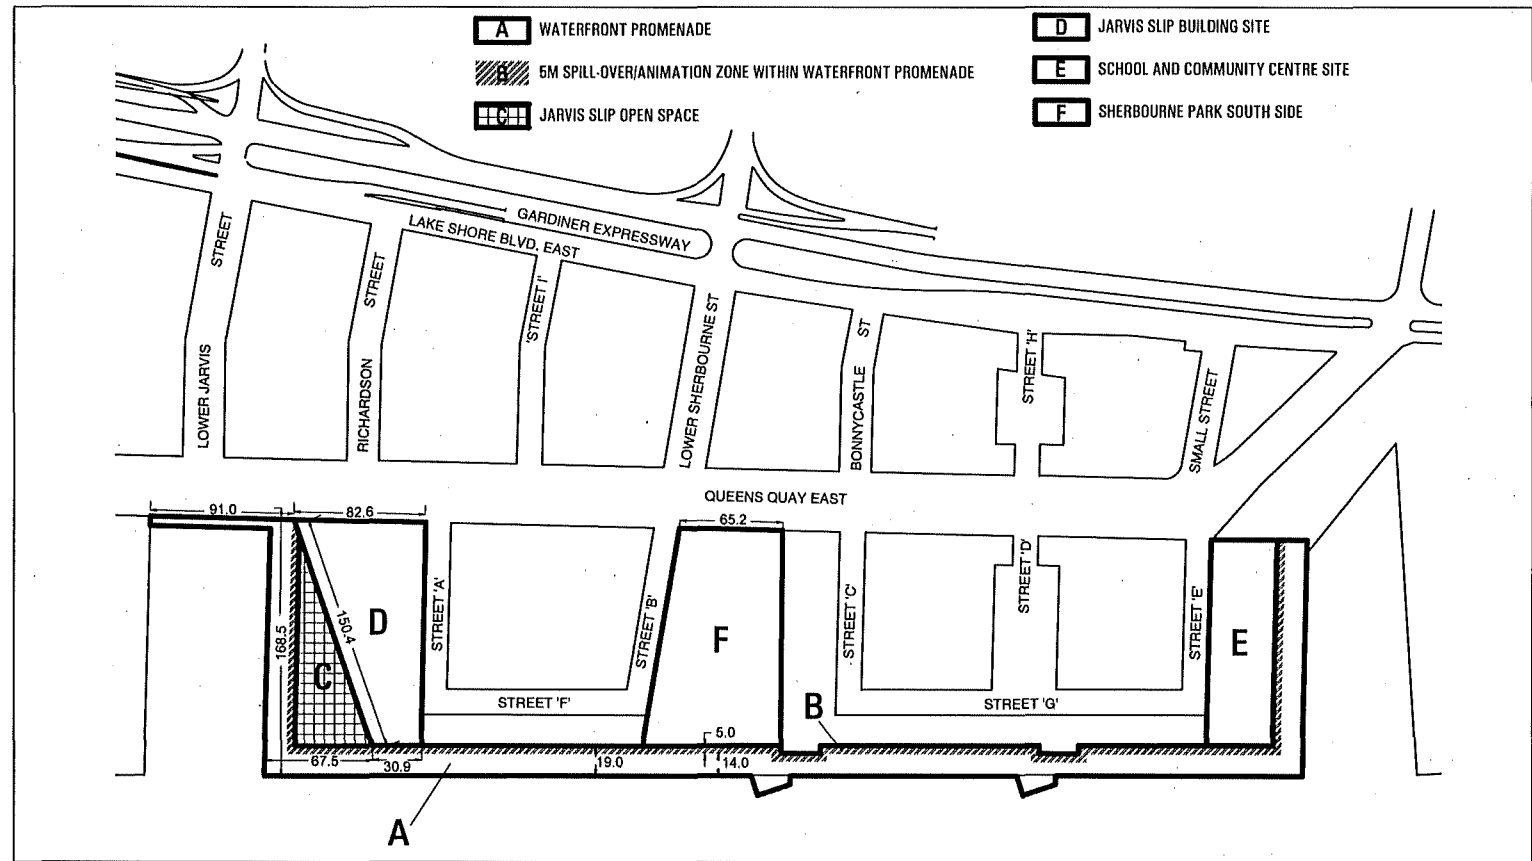 A WATERFRONT PROMENADE
B 5M SPILL-OVER/ANIMATION ZONE WITHIN WATERFRONT PROMENADE
C JARVIS SLIP OPEN SPACE
D JARVIS SLIP BUILDING SITE
E SCHOOL AND COMMUNITY CENTRE SITE
F SHERBOURNE PARK SOUTH SIDE
GARDINER EXPRESSWAY
LAKE SHORE BLVD. EAST
LOWER JARVIS STREET
RICHARDSON STREET
'STREET I'
LOWER SHERBOURNE ST
BONNYCASTLE ST
STREET 'H'
SMALL STREET
QUEENS QUAY EAST
91.0
82.6
65.2
168.5
150.4
D
C
STREET 'A'
STREET 'B'
F
STREET 'C'
STREET 'D'
STREET 'E'
E
STREET 'F'
STREET 'G'
B
5.0
67.5
30.9
19.0
14.0
A